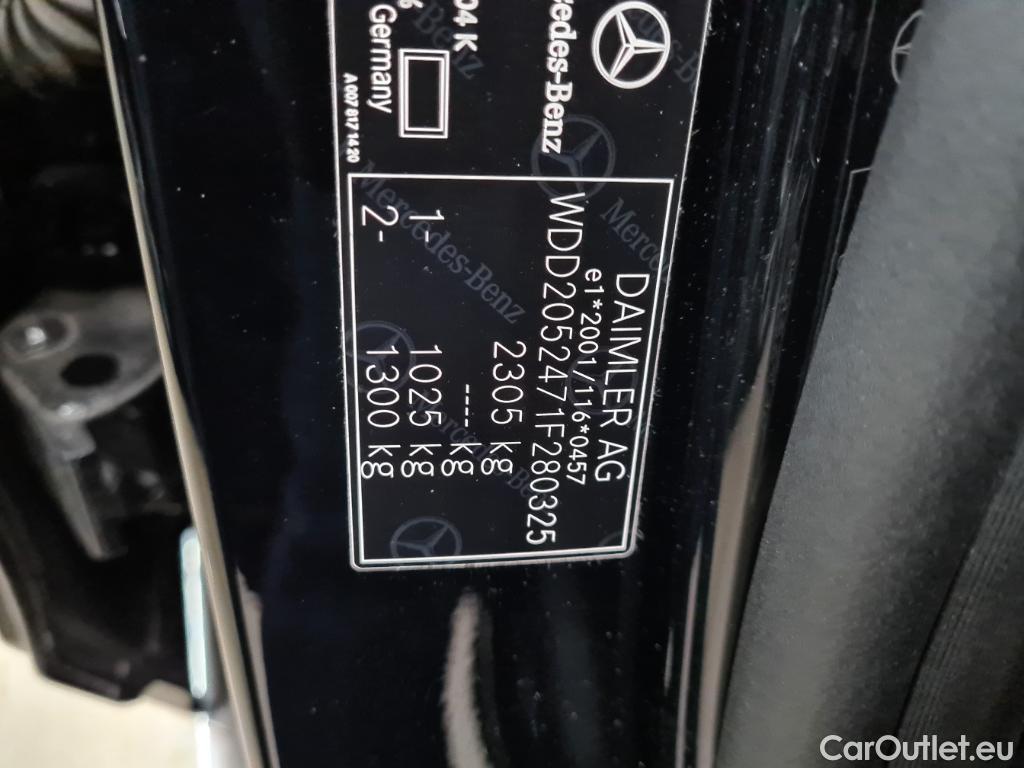 DAIMLER AG
e1*2001/116*0457
WDD2052471F280325
2305 kg
---- kg
1- 1025 kg
2- 1300 kg
04 K
Germany
A 007 817 14 20
Mercedes-Benz
CarOutlet.eu